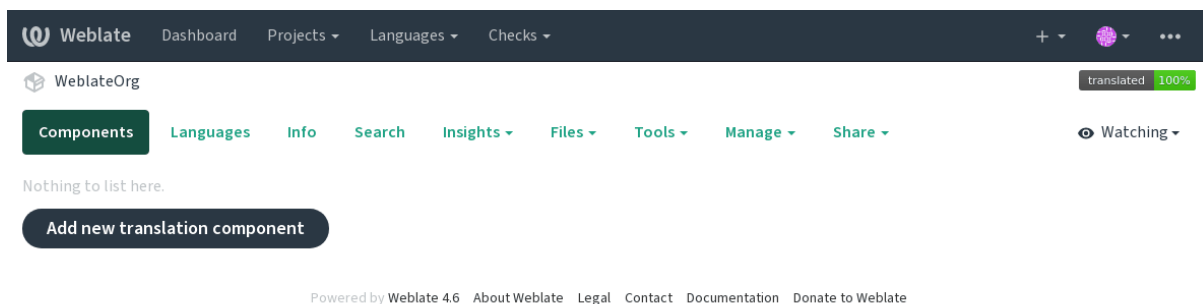 Weblate Dashboard Projects Languages Checks
WeblateOrg translated 100%
Components Languages Info Search Insights Files Tools Manage Share Watching
Nothing to list here.
Add new translation component
Powered by Weblate 4.6 About Weblate Legal Contact Documentation Donate to Weblate